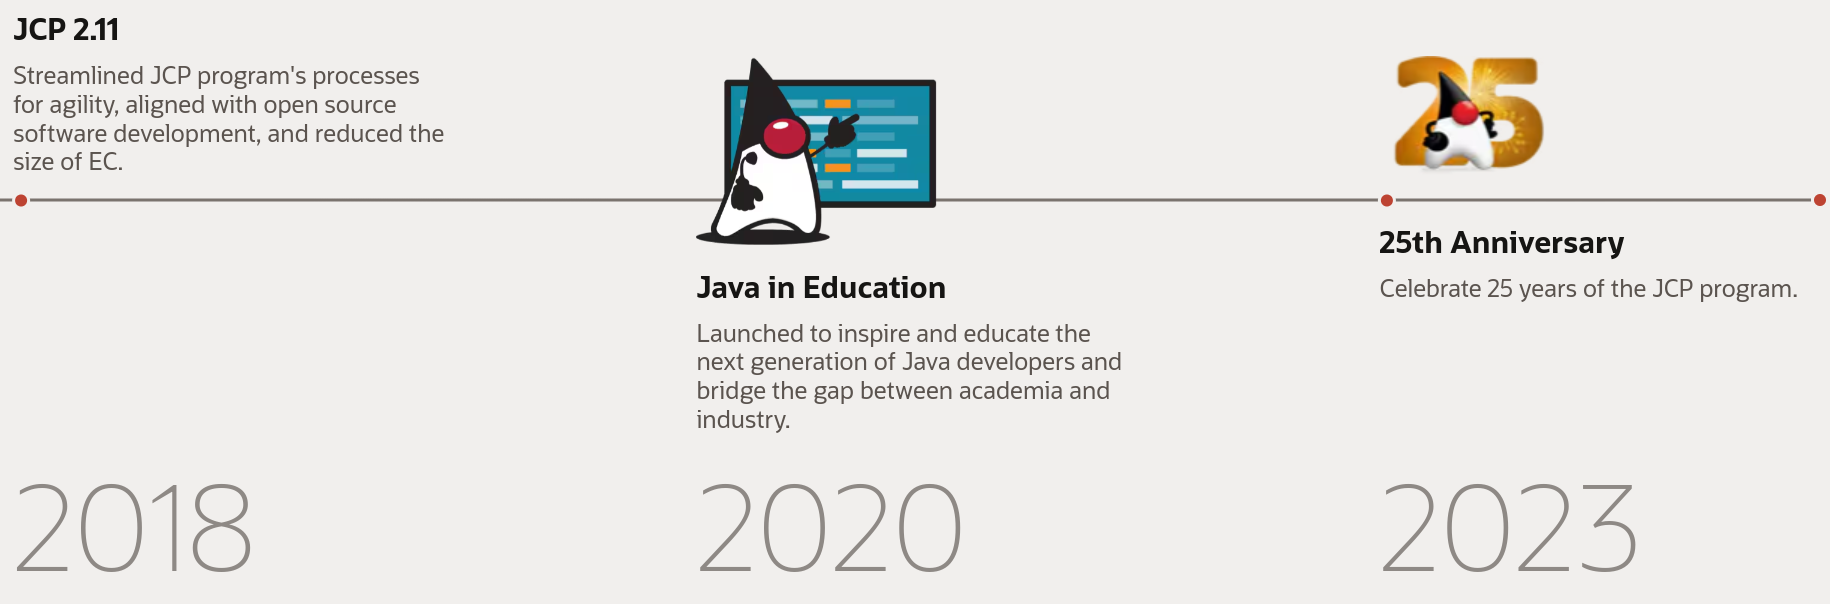 JCP 2.11
Streamlined JCP program's processes
for agility, aligned with open source
software development, and reduced the
size of EC.
25
25th Anniversary
Celebrate 25 years of the JCP program.
Java in Education
Launched to inspire and educate the
next generation of Java developers and
bridge the gap between academia and
industry.
2018
2020
2023